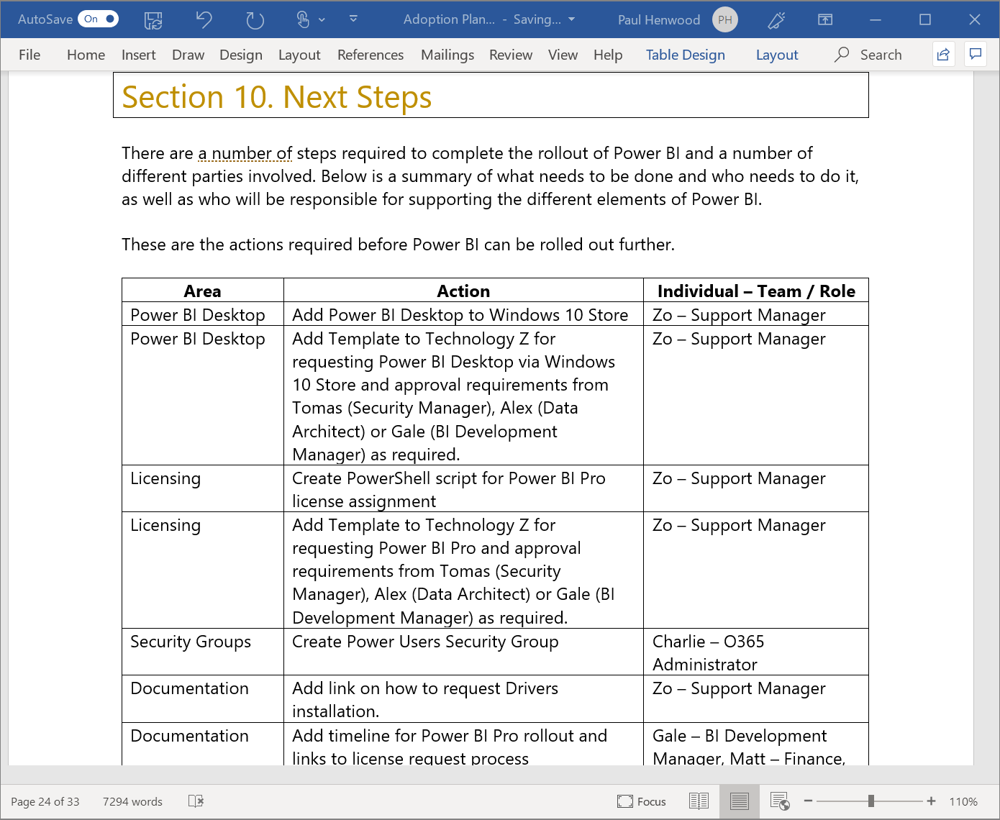 AutoSave On Adoption Plan... - Saving... Paul Henwood PH
File Home Insert Draw Design Layout References Mailings Review View Help Table Design Layout Search
Section 10. Next Steps
There are a number of steps required to complete the rollout of Power BI and a number of
different parties involved. Below is a summary of what needs to be done and who needs to do it,
as well as who will be responsible for supporting the different elements of Power BI.
These are the actions required before Power BI can be rolled out further.
Area Action Individual – Team / Role
Power BI Desktop Add Power BI Desktop to Windows 10 Store Zo – Support Manager
Power BI Desktop Add Template to Technology Z for Zo – Support Manager
requesting Power BI Desktop via Windows
10 Store and approval requirements from
Tomas (Security Manager), Alex (Data
Architect) or Gale (BI Development
Manager) as required.
Licensing Create PowerShell script for Power BI Pro Zo – Support Manager
license assignment
Licensing Add Template to Technology Z for Zo – Support Manager
requesting Power BI Pro and approval
requirements from Tomas (Security
Manager), Alex (Data Architect) or Gale (BI
Development Manager) as required.
Security Groups Create Power Users Security Group Charlie – O365
Administrator
Documentation Add link on how to request Drivers Zo – Support Manager
installation.
Documentation Add timeline for Power BI Pro rollout and Gale – BI Development
links to license request process Manager, Matt – Finance,
Page 24 of 33 7294 words Focus 110%